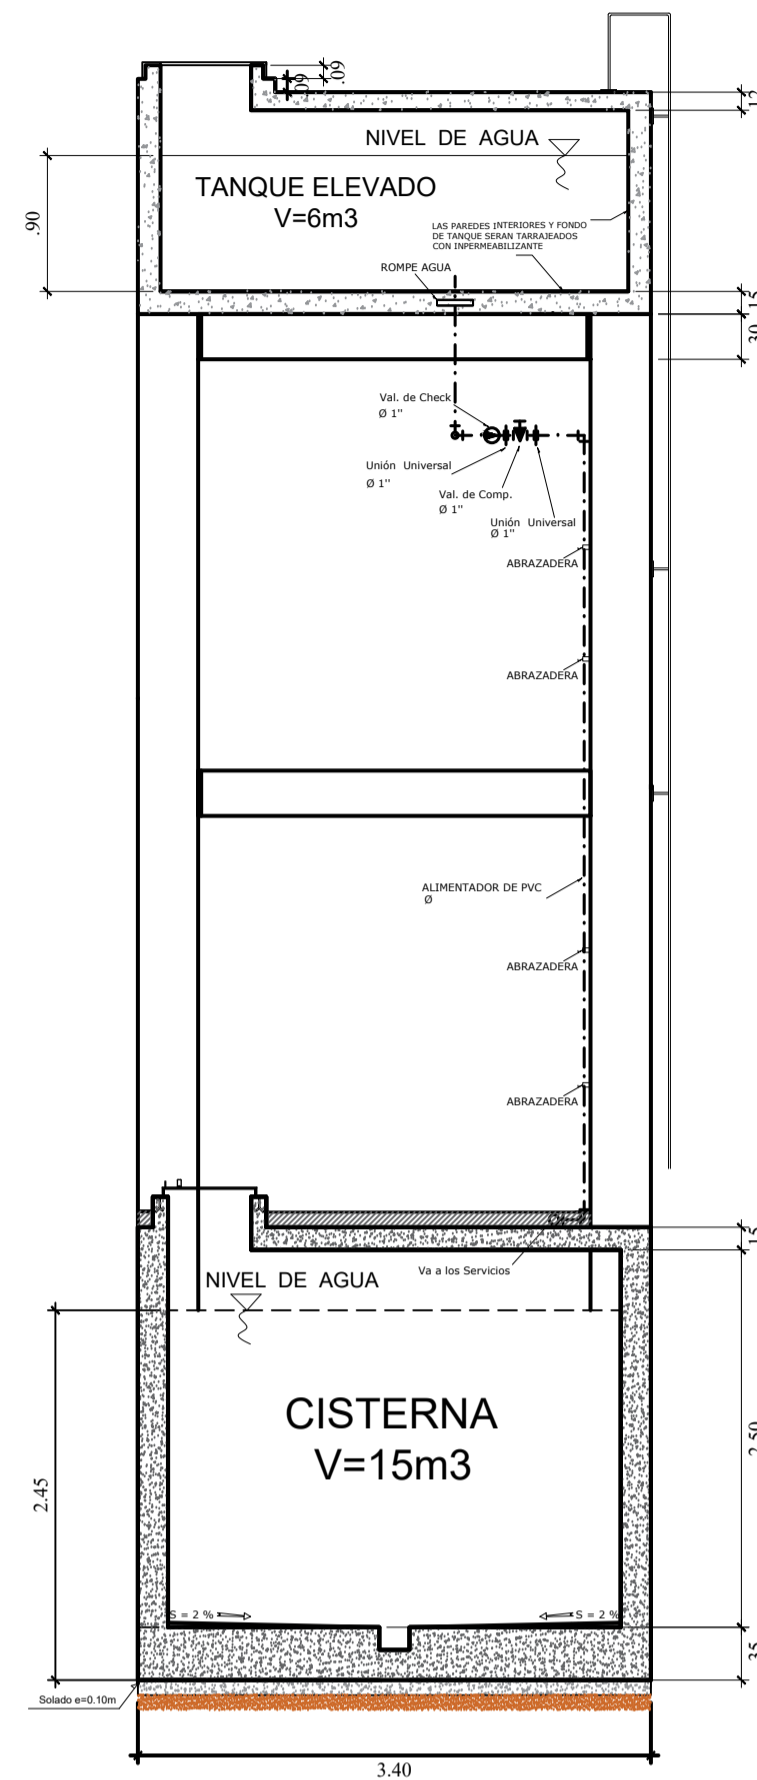 .09
.09
12
NIVEL DE AGUA
TANQUE ELEVADO
V=6m3
.90
LAS PAREDES INTERIORES Y FONDO
DE TANQUE SERAN TARRAJEADOS
CON INPERMEABILIZANTE
ROMPE AGUA
15
30
Val. de Check
Ø 1"
Unión Universal
Ø 1"
Val. de Comp.
Ø 1"
Unión Universal
Ø 1"
ABRAZADERA
ABRAZADERA
ALIMENTADOR DE PVC
Ø
ABRAZADERA
ABRAZADERA
15
Va a los Servicios
NIVEL DE AGUA
CISTERNA
V=15m3
2.45
2.50
S = 2 %
S = 2 %
35
Solado e=0.10m
3.40